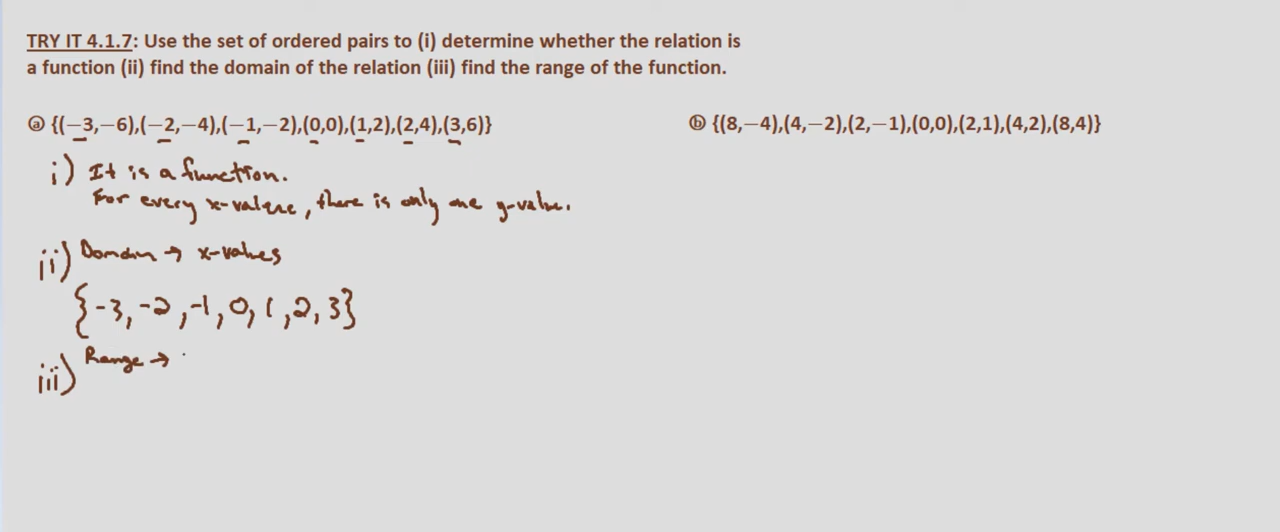 TRY IT 4.1.7: Use the set of ordered pairs to (i) determine whether the relation is
a function (ii) find the domain of the relation (iii) find the range of the function.
ⓐ {(−3,−6),(−2,−4),(−1,−2),(0,0),(1,2),(2,4),(3,6)}
i) It is a function.
For every x-value, there is only one y-value.
ii) Domain → x-values
{-3, -2, -1, 0, 1, 2, 3}
iii) Range →
ⓑ {(8,−4),(4,−2),(2,−1),(0,0),(2,1),(4,2),(8,4)}